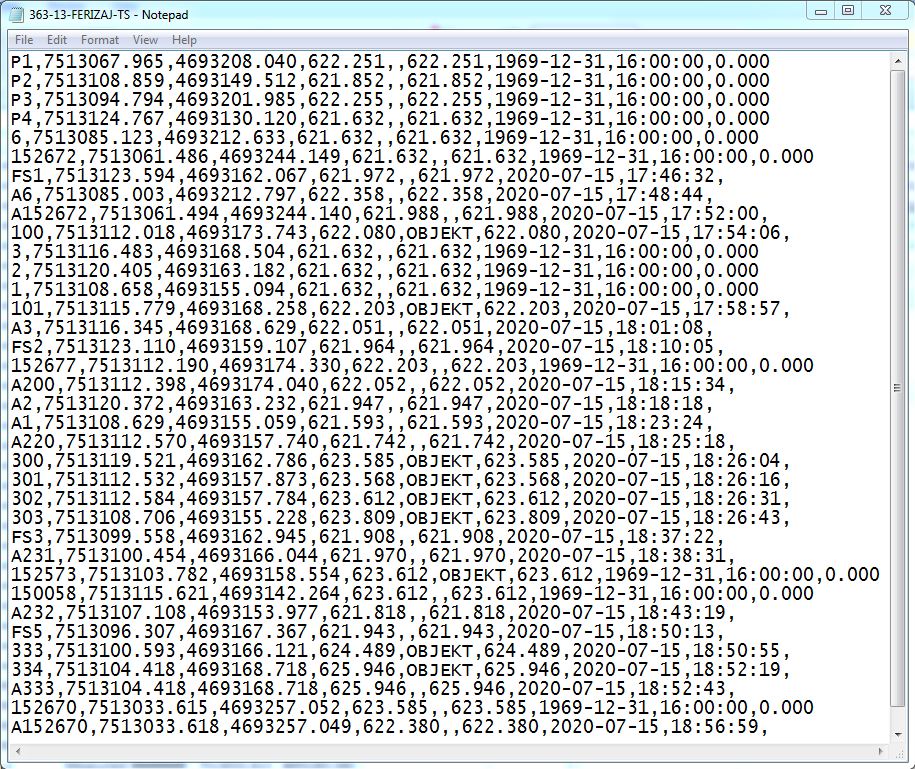 363-13-FERIZAJ-TS - Notepad
File Edit Format View Help
P1,7513067.965,4693208.040,622.251,,622.251,1969-12-31,16:00:00,0.000
P2,7513108.859,4693149.512,621.852,,621.852,1969-12-31,16:00:00,0.000
P3,7513094.794,4693201.985,622.255,,622.255,1969-12-31,16:00:00,0.000
P4,7513124.767,4693130.120,621.632,,621.632,1969-12-31,16:00:00,0.000
6,7513085.123,4693212.633,621.632,,621.632,1969-12-31,16:00:00,0.000
152672,7513061.486,4693244.149,621.632,,621.632,1969-12-31,16:00:00,0.000
FS1,7513123.594,4693162.067,621.972,,621.972,2020-07-15,17:46:32,
A6,7513085.003,4693212.797,622.358,,622.358,2020-07-15,17:48:44,
A152672,7513061.494,4693244.140,621.988,,621.988,2020-07-15,17:52:00,
100,7513112.018,4693173.743,622.080,OBJEKT,622.080,2020-07-15,17:54:06,
3,7513116.483,4693168.504,621.632,,621.632,1969-12-31,16:00:00,0.000
2,7513120.405,4693163.182,621.632,,621.632,1969-12-31,16:00:00,0.000
1,7513108.658,4693155.094,621.632,,621.632,1969-12-31,16:00:00,0.000
101,7513115.779,4693168.258,622.203,OBJEKT,622.203,2020-07-15,17:58:57,
A3,7513116.345,4693168.629,622.051,,622.051,2020-07-15,18:01:08,
FS2,7513123.110,4693159.107,621.964,,621.964,2020-07-15,18:10:05,
152677,7513112.190,4693174.330,622.203,,622.203,1969-12-31,16:00:00,0.000
A200,7513112.398,4693174.040,622.052,,622.052,2020-07-15,18:15:34,
A2,7513120.372,4693163.232,621.947,,621.947,2020-07-15,18:18:18,
A1,7513108.629,4693155.059,621.593,,621.593,2020-07-15,18:23:24,
A220,7513112.570,4693157.740,621.742,,621.742,2020-07-15,18:25:18,
300,7513119.521,4693162.786,623.585,OBJEKT,623.585,2020-07-15,18:26:04,
301,7513112.532,4693157.873,623.568,OBJEKT,623.568,2020-07-15,18:26:16,
302,7513112.584,4693157.784,623.612,OBJEKT,623.612,2020-07-15,18:26:31,
303,7513108.706,4693155.228,623.809,OBJEKT,623.809,2020-07-15,18:26:43,
FS3,7513099.558,4693162.945,621.908,,621.908,2020-07-15,18:37:22,
A231,7513100.454,4693166.044,621.970,,621.970,2020-07-15,18:38:31,
152573,7513103.782,4693158.554,623.612,OBJEKT,623.612,1969-12-31,16:00:00,0.000
150058,7513115.621,4693142.264,623.612,,623.612,1969-12-31,16:00:00,0.000
A232,7513107.108,4693153.977,621.818,,621.818,2020-07-15,18:43:19,
FS5,7513096.307,4693167.367,621.943,,621.943,2020-07-15,18:50:13,
333,7513100.593,4693166.121,624.489,OBJEKT,624.489,2020-07-15,18:50:55,
334,7513104.418,4693168.718,625.946,OBJEKT,625.946,2020-07-15,18:52:19,
A333,7513104.418,4693168.718,625.946,,625.946,2020-07-15,18:52:43,
152670,7513033.615,4693257.052,623.585,,623.585,1969-12-31,16:00:00,0.000
A152670,7513033.618,4693257.049,622.380,,622.380,2020-07-15,18:56:59,